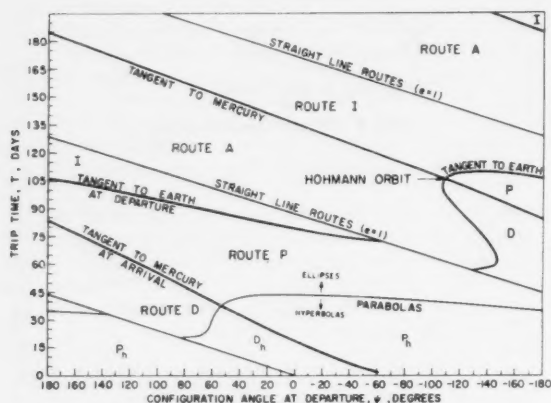 I
195
180
165
150
135
120
105
90
75
60
45
30
15
0
TRIP TIME, T, DAYS
ROUTE A
STRAIGHT LINE ROUTES (e=1)
TANGENT TO MERCURY
ROUTE I
ROUTE A
I
TANGENT TO EARTH
HOHMANN ORBIT
P
TANGENT TO EARTH
AT DEPARTURE
STRAIGHT LINE ROUTES (e=1)
D
TANGENT TO MERCURY
AT ARRIVAL
ROUTE P
ELLIPSES
HYPERBOLAS
PARABOLAS
ROUTE D
Ph
Dh
Ph
180 160 140 120 100 80 60 40 20 0 -20 -40 -60 -80 -100 -120 -140 -160 -180
CONFIGURATION ANGLE AT DEPARTURE, ψ, DEGREES